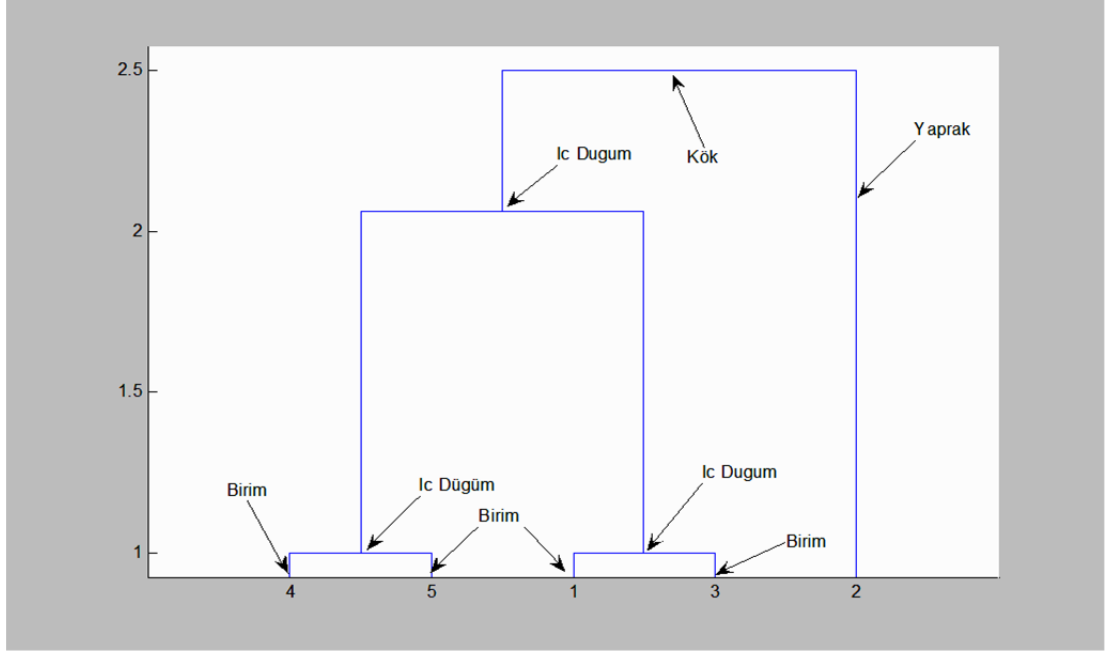 2.5
Yaprak
Ic Dugum
Kök
2
1.5
Ic Dugum
Ic Dügüm
Birim
Birim
Birim
1
4 5 1 3 2